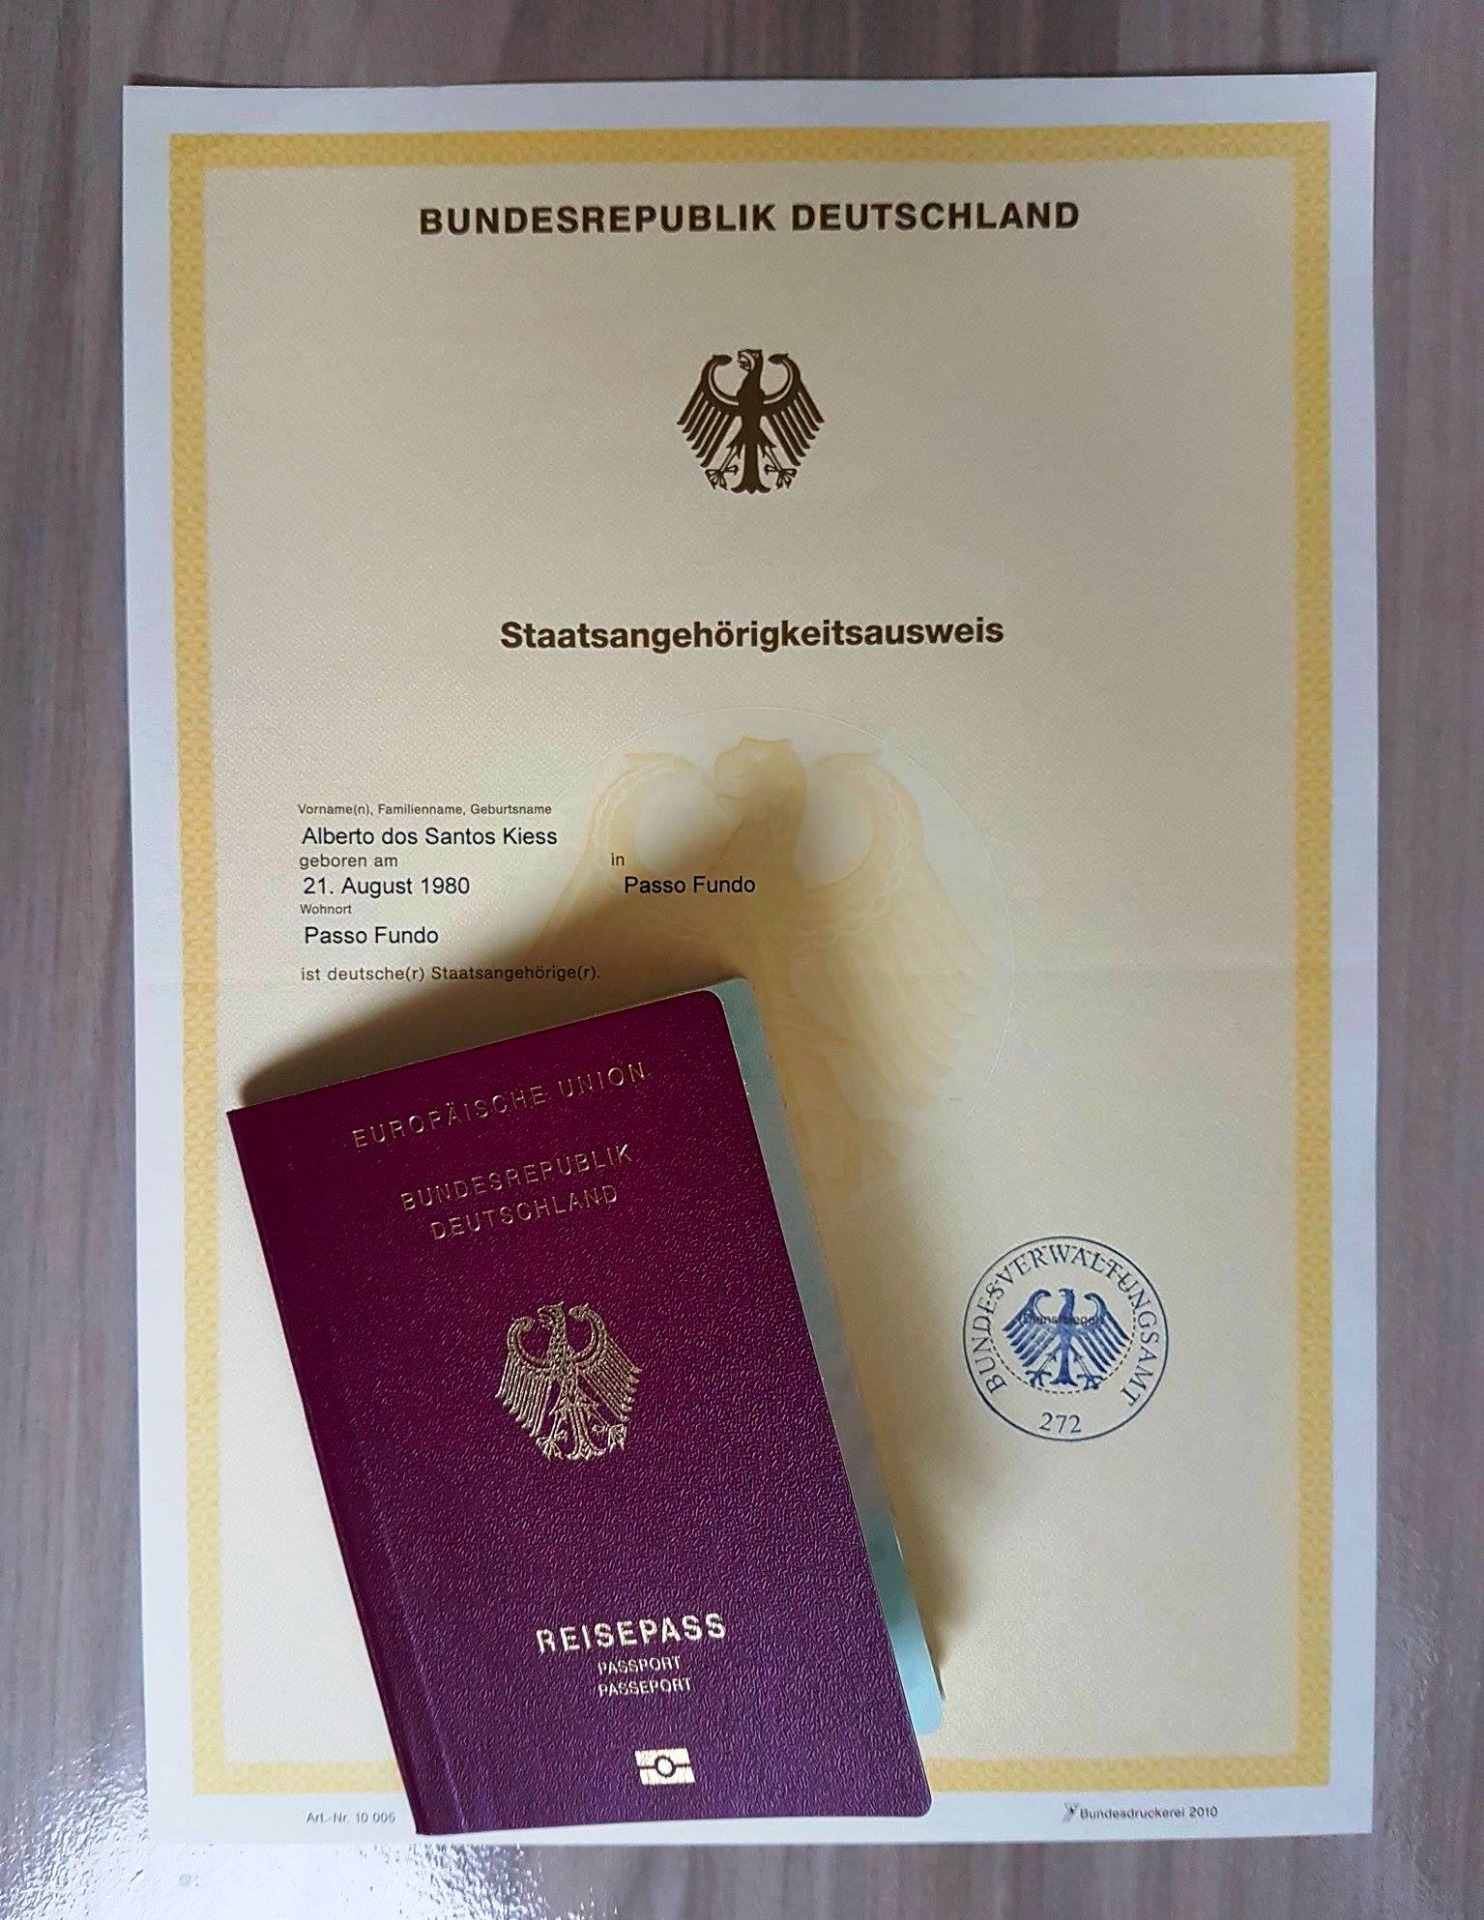 BUNDESREPUBLIK DEUTSCHLAND
Staatsangehörigkeitsausweis
Vorname(n), Familienname, Geburtsname
Alberto dos Santos Kiess
geboren am in
21. August 1980 Passo Fundo
Wohnort
Passo Fundo
ist deutsche(r) Staatsangehörige(r).
EUROPÄISCHE UNION
BUNDESREPUBLIK
DEUTSCHLAND
REISEPASS
PASSPORT
PASSEPORT
BUNDESVERWALTUNGSAMT
(Dienstsiegel)
272
Art.-Nr. 10 006
Bundesdruckerei 2010